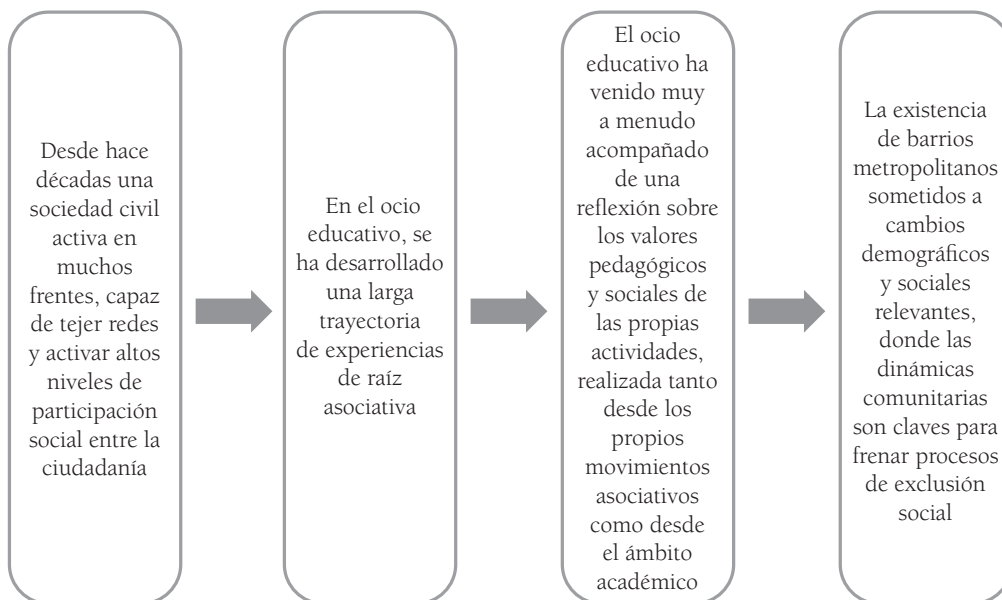 Desde hace
décadas una
sociedad civil
activa en
muchos
frentes, capaz
de tejer redes
y activar altos
niveles de
participación
social entre la
ciudadanía
En el ocio
educativo, se
ha desarrollado
una larga
trayectoria
de experiencias
de raíz
asociativa
El ocio
educativo ha
venido muy
a menudo
acompañado
de una
reflexión sobre
los valores
pedagógicos
y sociales de
las propias
actividades,
realizada tanto
desde los
propios
movimientos
asociativos
como desde
el ámbito
académico
La existencia
de barrios
metropolitanos
sometidos a
cambios
demográficos
y sociales
relevantes,
donde las
dinámicas
comunitarias
son claves para
frenar procesos
de exclusión
social